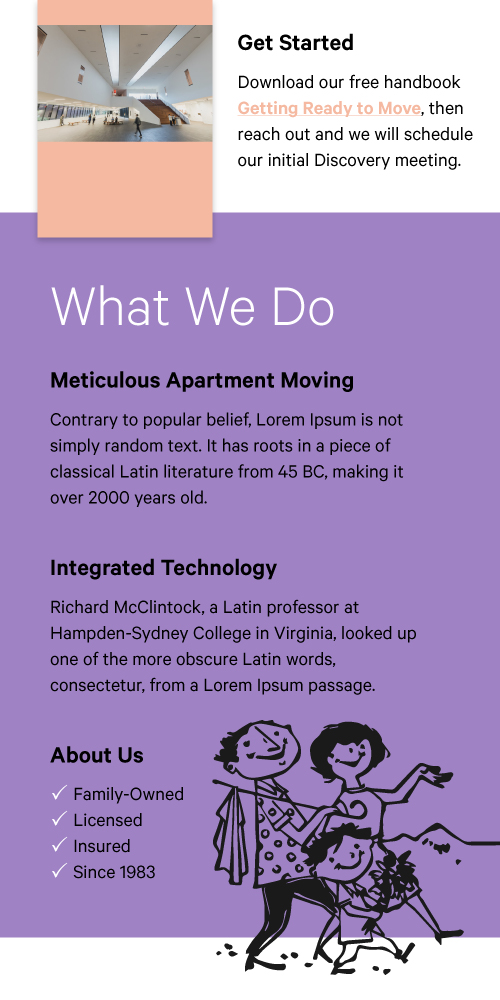 Get Started
Download our free handbook
Getting Ready to Move, then
reach out and we will schedule
our initial Discovery meeting.
What We Do
Meticulous Apartment Moving
Contrary to popular belief, Lorem Ipsum is not
simply random text. It has roots in a piece of
classical Latin literature from 45 BC, making it
over 2000 years old.
Integrated Technology
Richard McClintock, a Latin professor at
Hampden-Sydney College in Virginia, looked up
one of the more obscure Latin words,
consectetur, from a Lorem Ipsum passage.
About Us
✓ Family-Owned
✓ Licensed
✓ Insured
✓ Since 1983